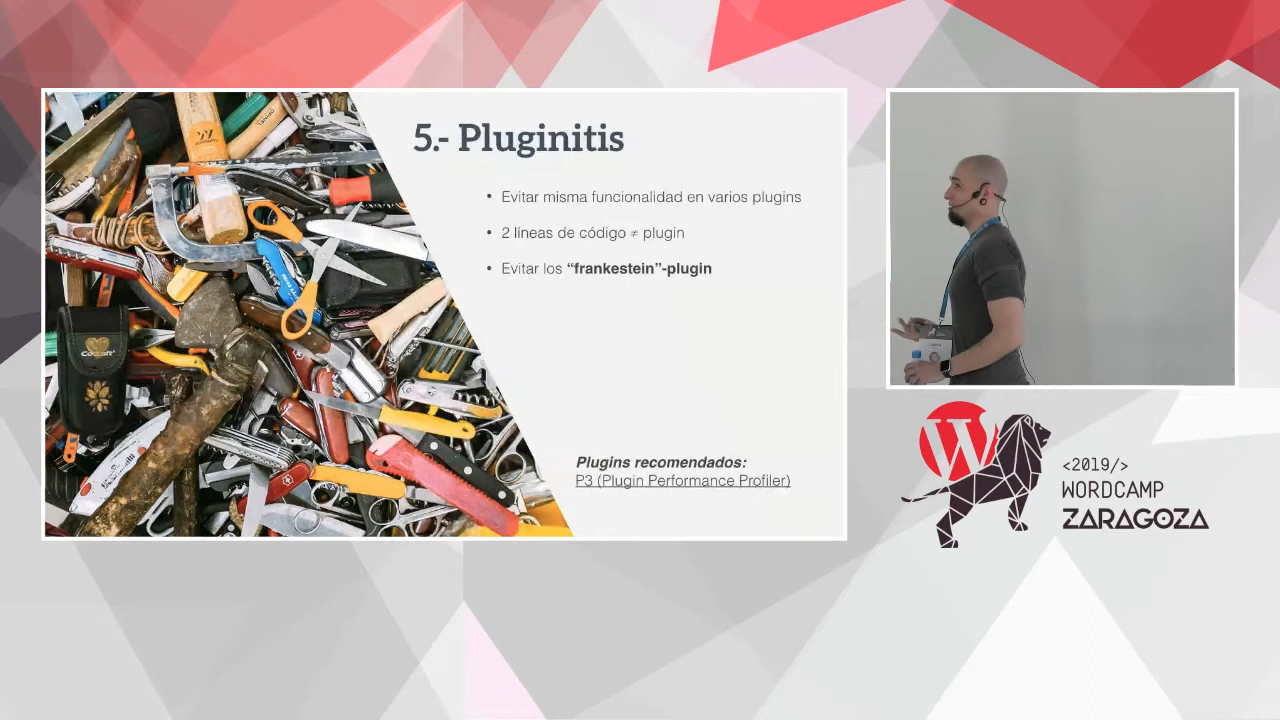 5.- Pluginitis
• Evitar misma funcionalidad en varios plugins
• 2 líneas de código ≠ plugin
• Evitar los “frankestein”-plugin
Plugins recomendados:
P3 (Plugin Performance Profiler)
W
<2019/>
WORDCAMP
ZARAGOZA